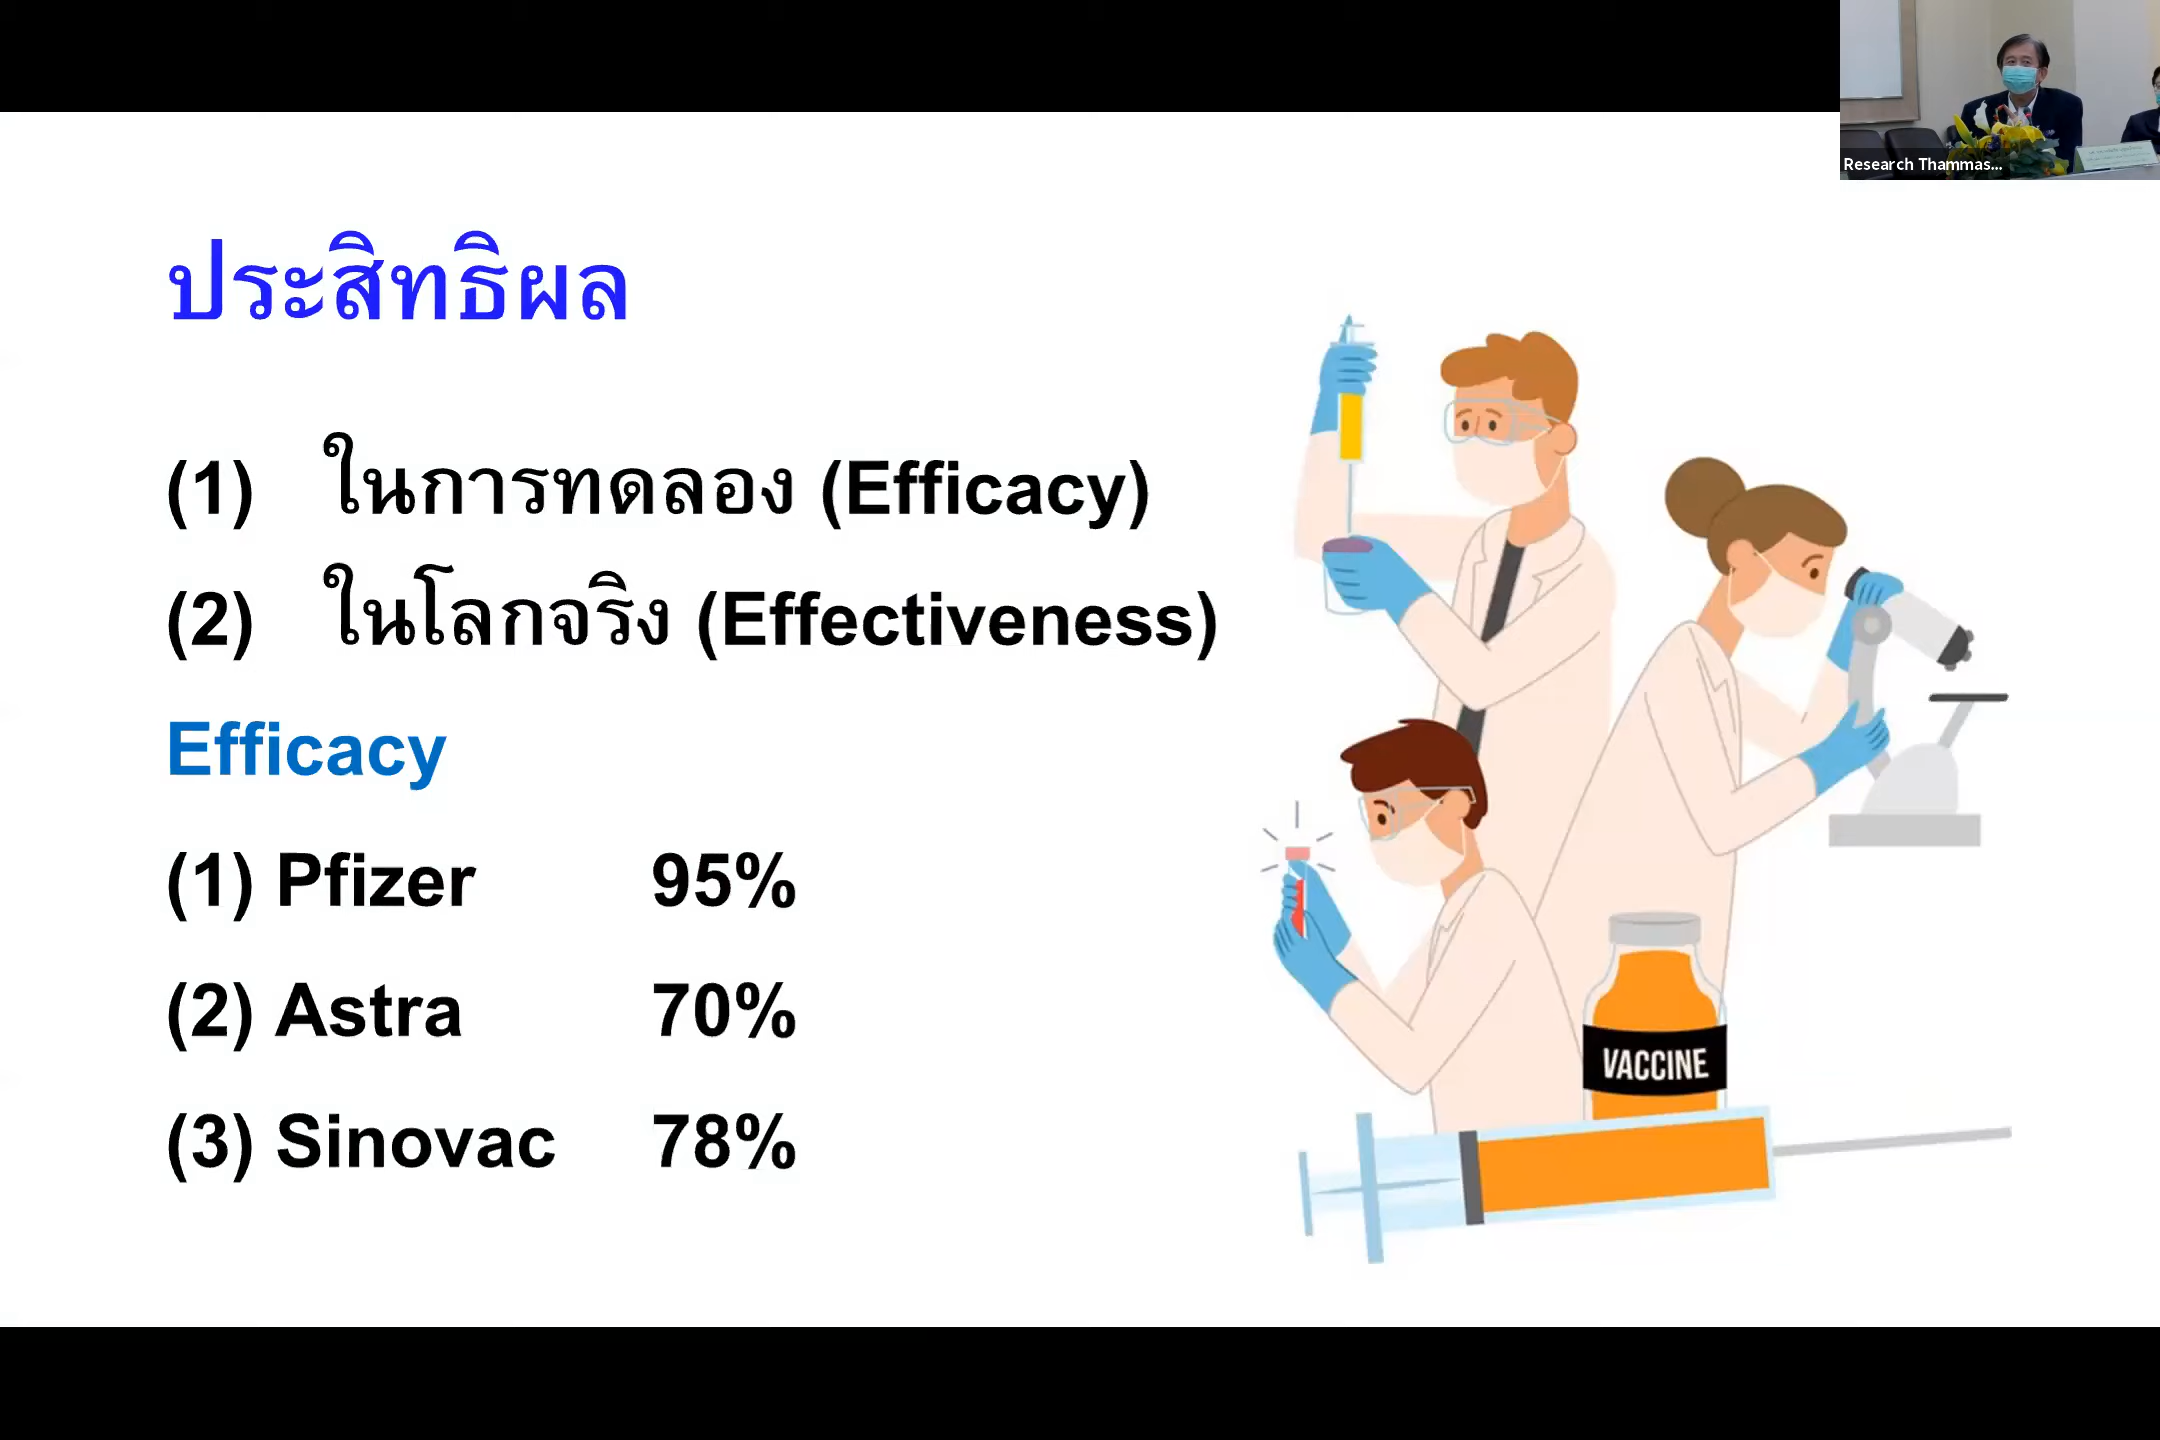 Research Thammas...
ประสิทธิผล
(1) ในการทดลอง (Efficacy)
(2) ในโลกจริง (Effectiveness)
Efficacy
(1) Pfizer 95%
(2) Astra 70%
(3) Sinovac 78%
VACCINE